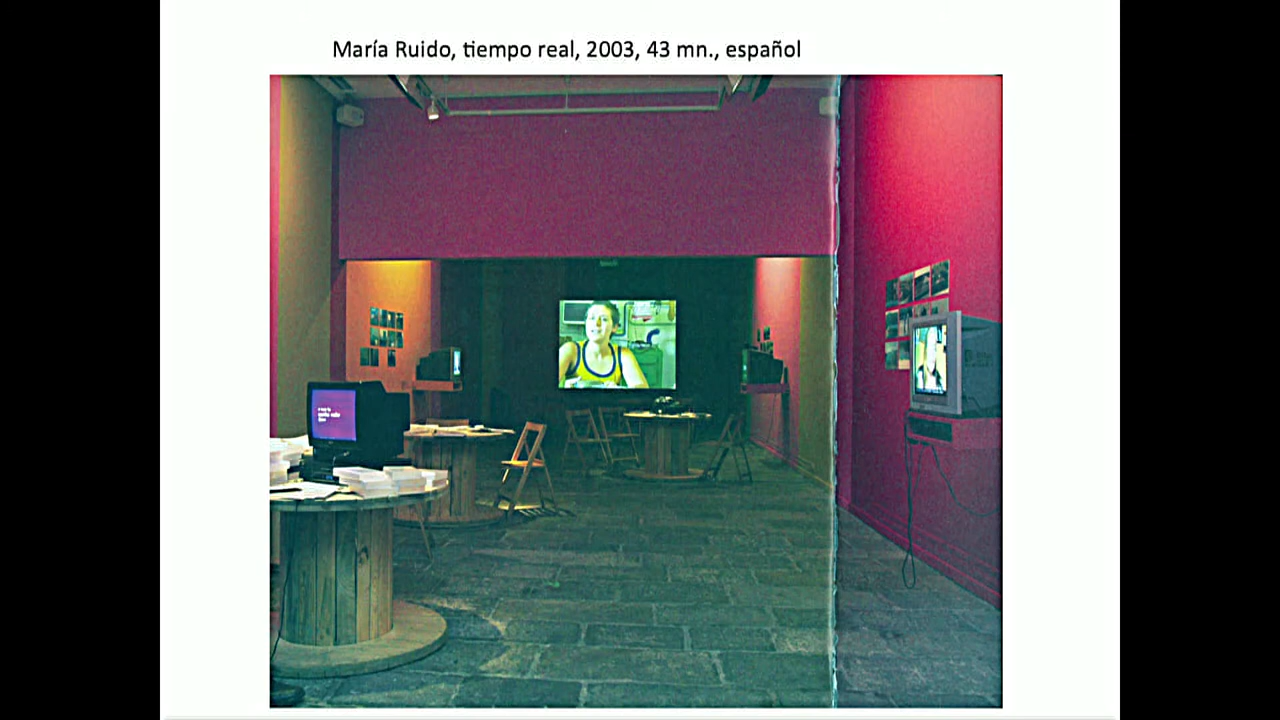 María Ruido, tiempo real, 2003, 43 mn., español